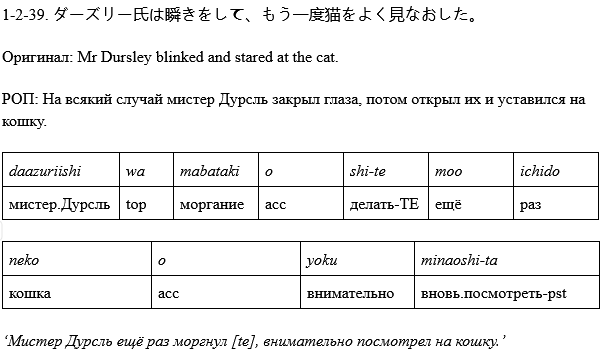 1-2-39. ダーズリー氏は瞬きをして、もう一度猫をよく見なおした。
Оригинал: Mr Dursley blinked and stared at the cat.
РОП: На всякий случай мистер Дурсль закрыл глаза, потом открыл их и уставился на
кошку.
daazuriishi wa mabataki o shi-te moo ichido
мистер.Дурсль top моргание acc делать-TE ещё раз
neko o yoku minaoshi-ta
кошка acc внимательно вновь.посмотреть-pst
‘Мистер Дурсль ещё раз моргнул [te], внимательно посмотрел на кошку.’